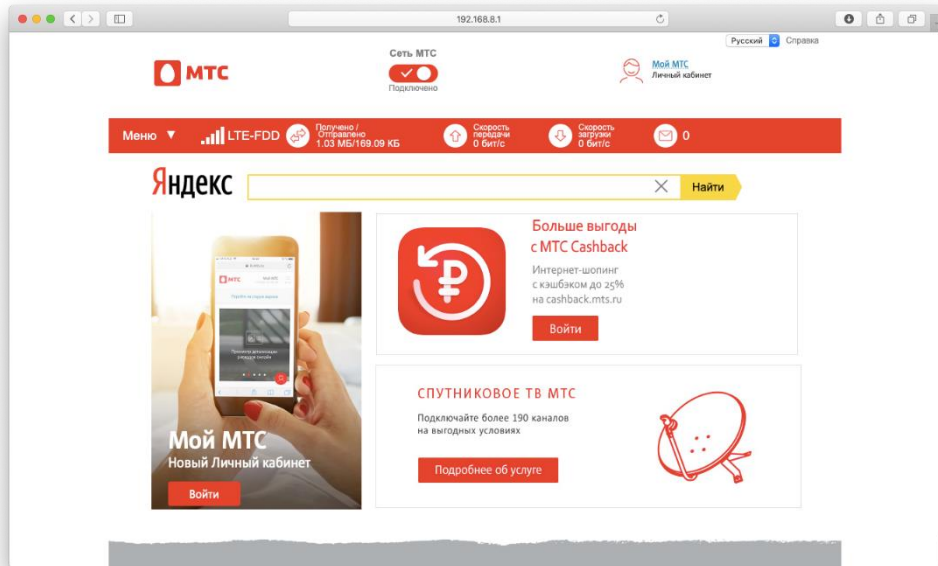 192.168.8.1
Русский
Справка
МТС
Сеть МТС
Подключено
Мой МТС
Личный кабинет
Меню
LTE-FDD
Получено /
Отправлено
1.03 МБ/169.09 КБ
Скорость
передачи
0 бит/с
Скорость
загрузки
0 бит/с
0
Яндекс
Найти
Больше выгоды
с МТС Cashback
Интернет-шопинг
с кэшбэком до 25%
на cashback.mts.ru
Войти
МТС
Мой МТС
Новый Личный кабинет
Войти
СПУТНИКОВОЕ ТВ МТС
Подключайте более 190 каналов
на выгодных условиях
Подробнее об услуге